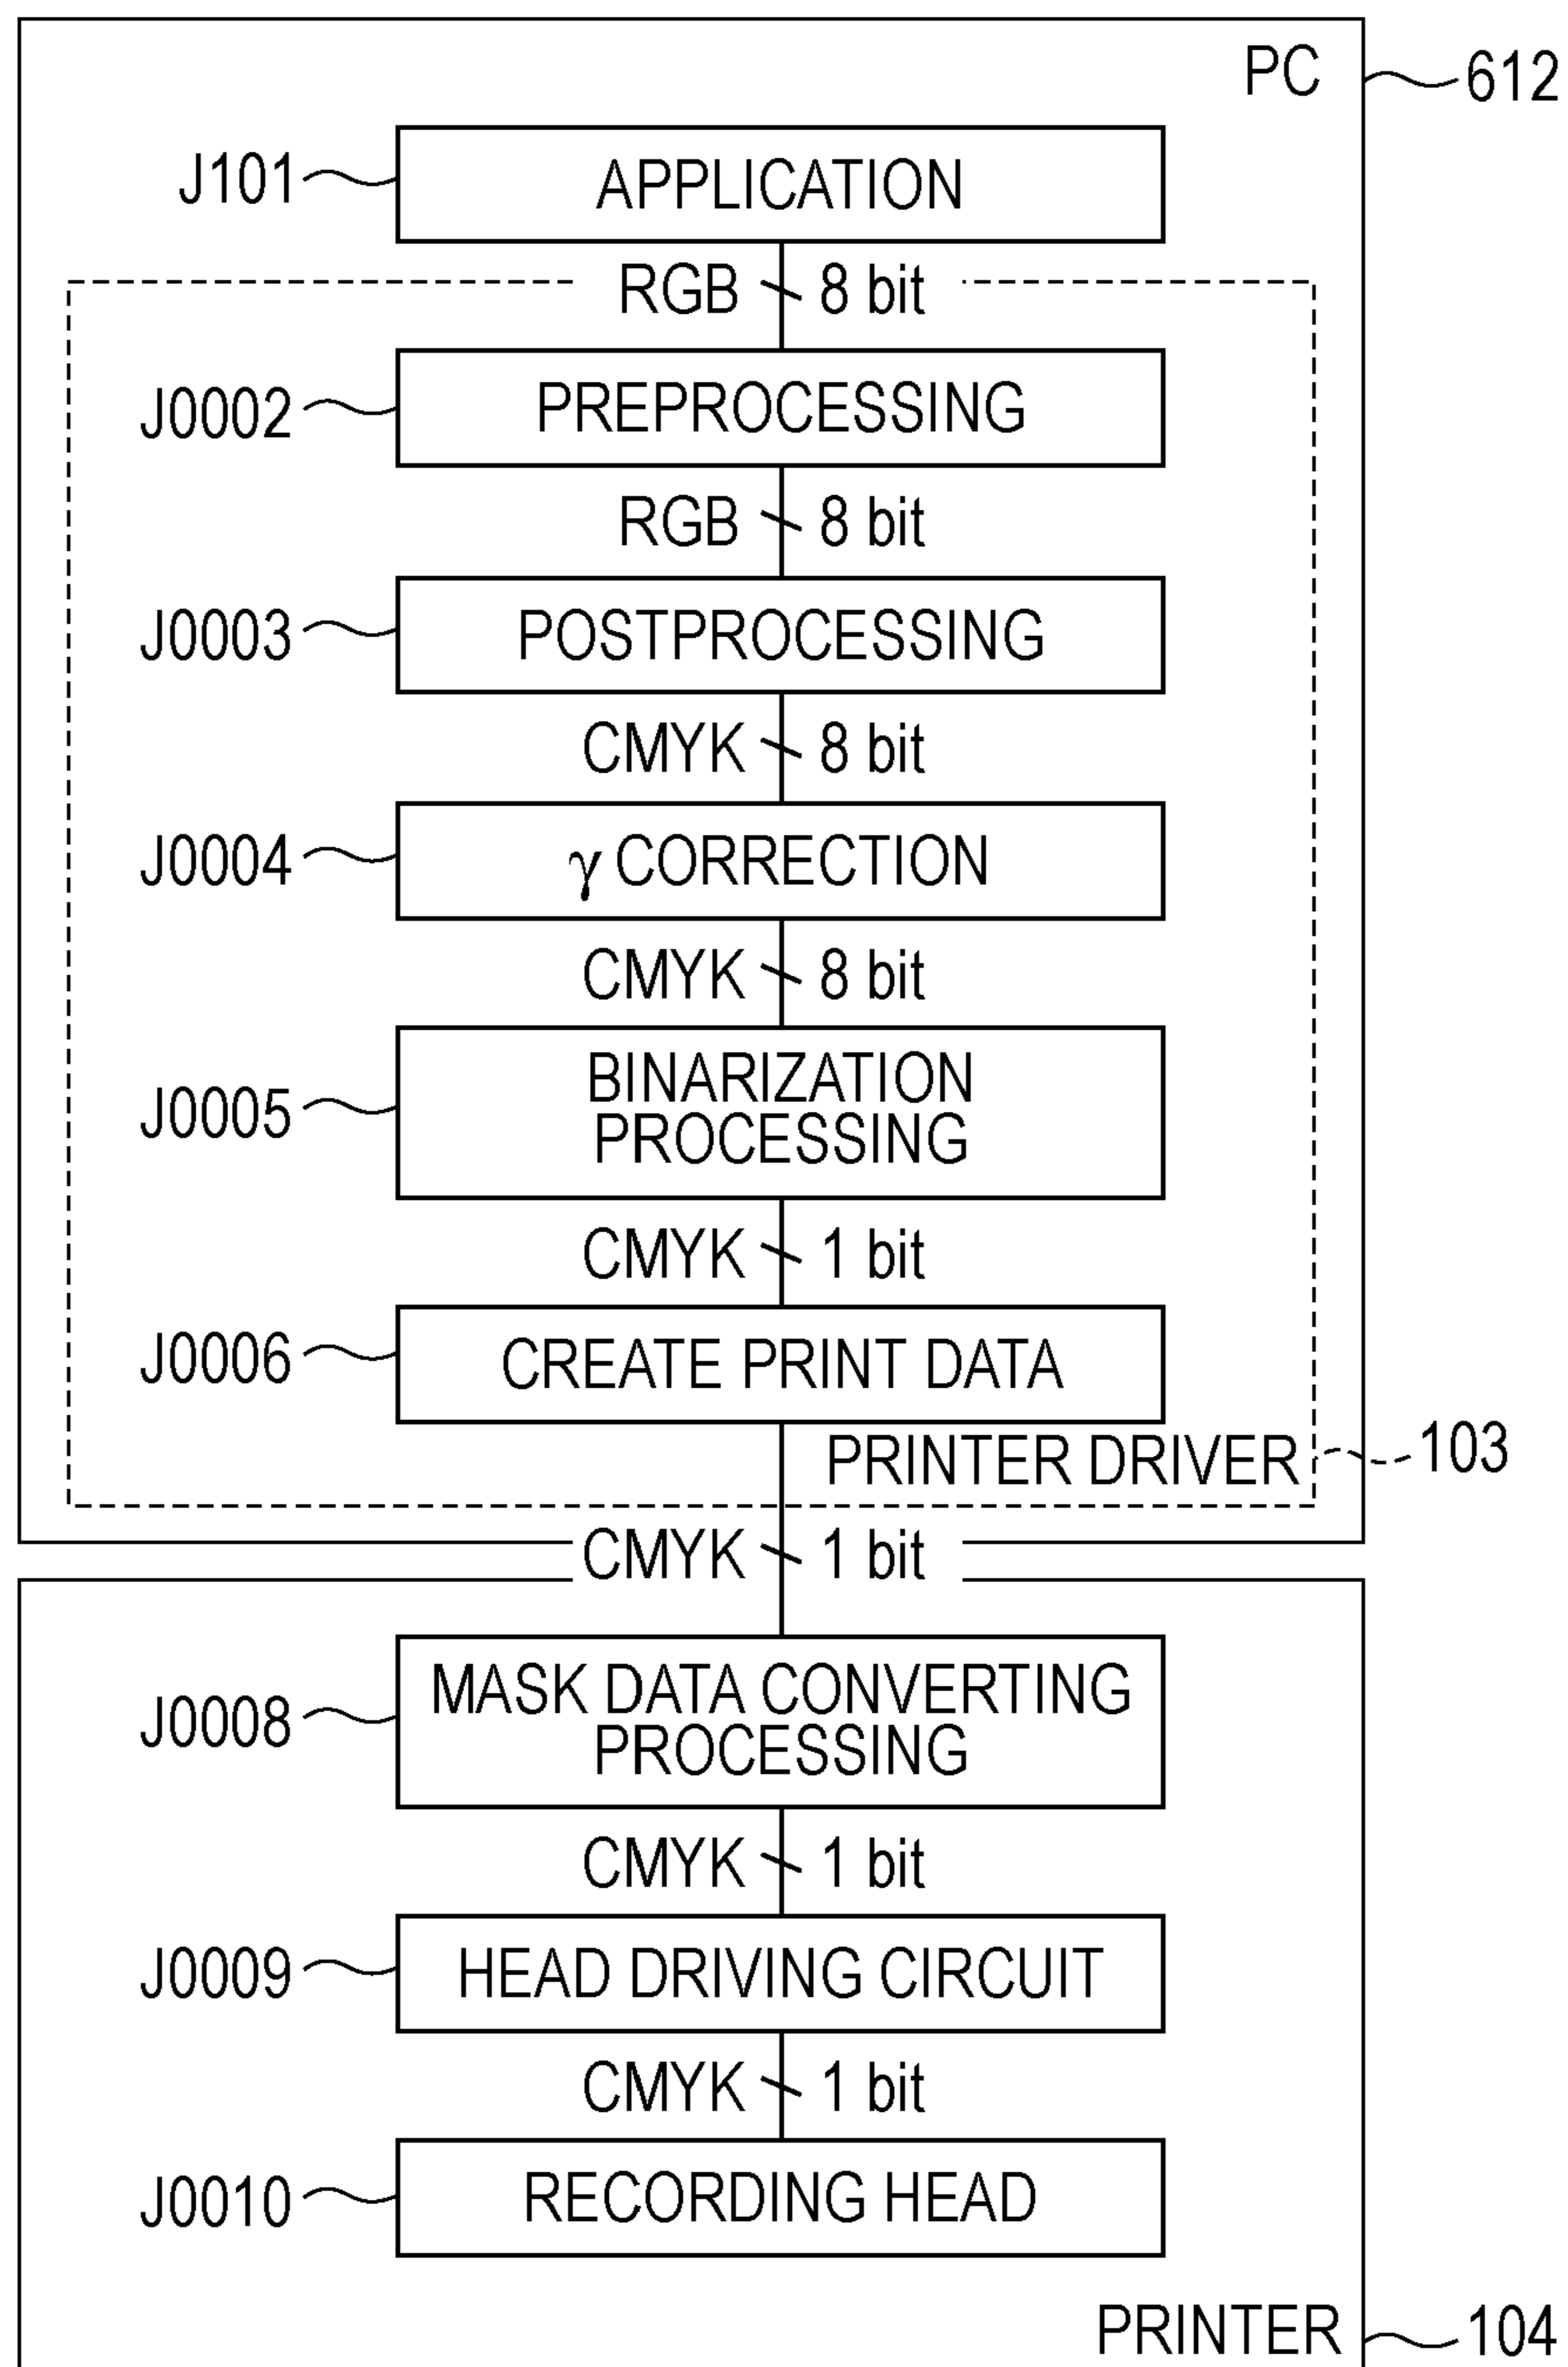 PC
612
J101
APPLICATION
RGB 8 bit
J0002
PREPROCESSING
RGB 8 bit
J0003
POSTPROCESSING
CMYK 8 bit
J0004
γ CORRECTION
CMYK 8 bit
J0005
BINARIZATION
PROCESSING
CMYK 1 bit
J0006
CREATE PRINT DATA
PRINTER DRIVER
103
CMYK 1 bit
J0008
MASK DATA CONVERTING
PROCESSING
CMYK 1 bit
J0009
HEAD DRIVING CIRCUIT
CMYK 1 bit
J0010
RECORDING HEAD
PRINTER
104